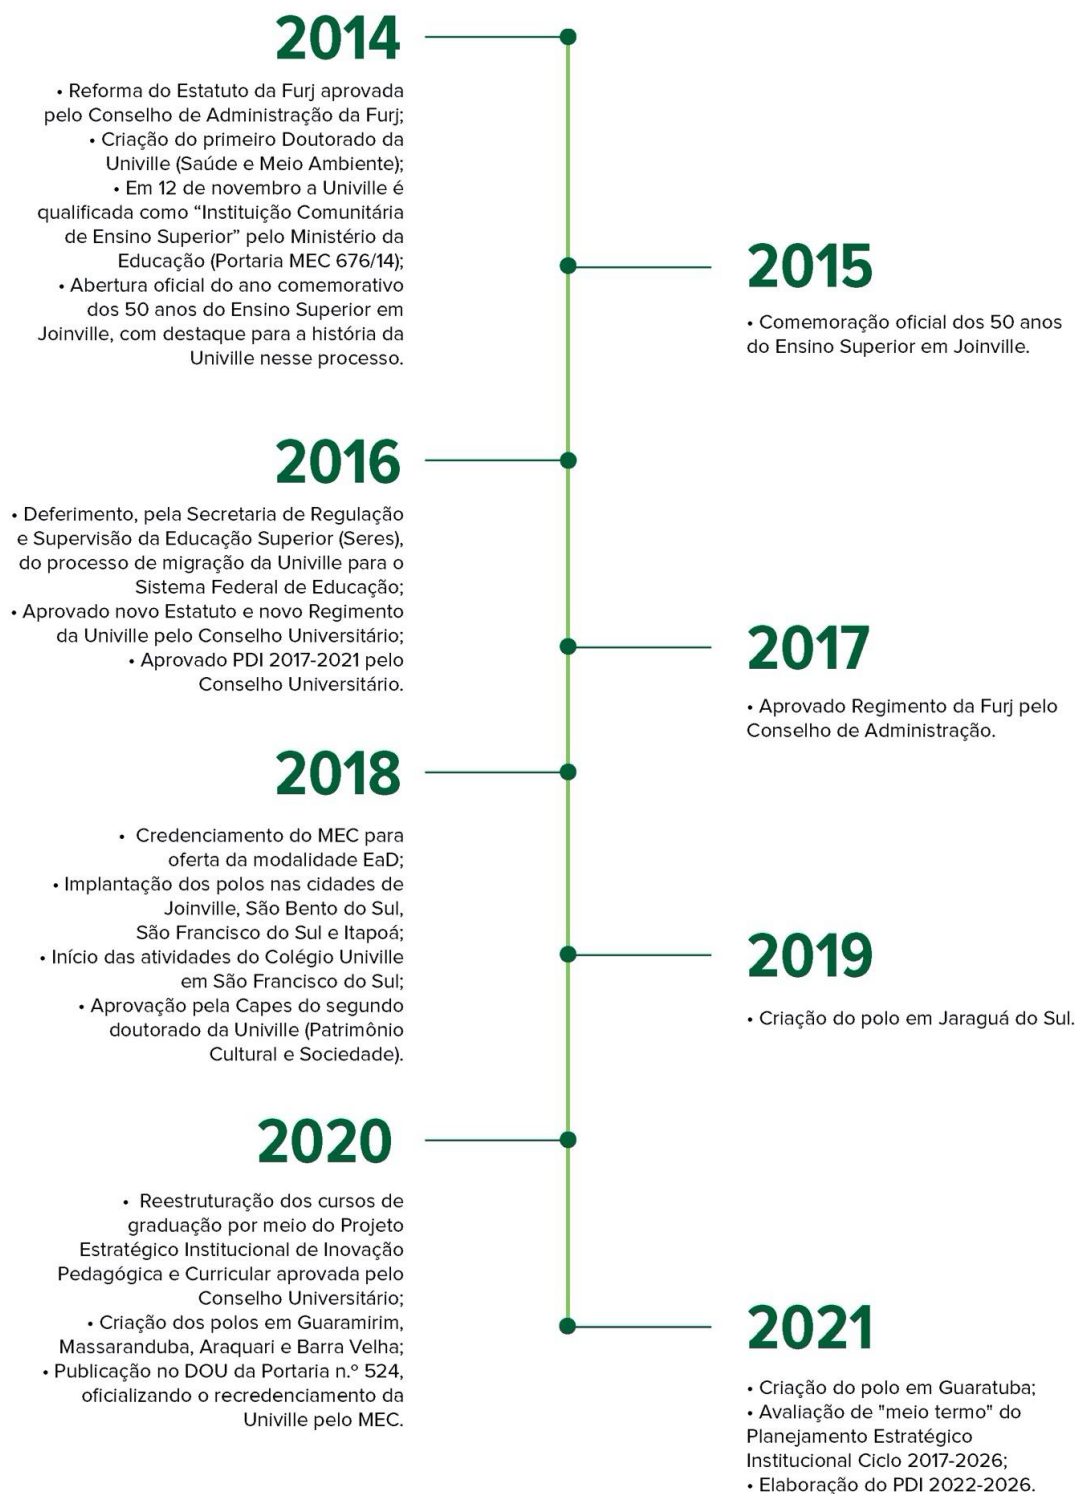 2014
• Reforma do Estatuto da Furj aprovada
pelo Conselho de Administração da Furj;
• Criação do primeiro Doutorado da
Univille (Saúde e Meio Ambiente);
• Em 12 de novembro a Univille é
qualificada como “Instituição Comunitária
de Ensino Superior” pelo Ministério da
Educação (Portaria MEC 676/14);
• Abertura oficial do ano comemorativo
dos 50 anos do Ensino Superior em
Joinville, com destaque para a história da
Univille nesse processo.
2015
• Comemoração oficial dos 50 anos
do Ensino Superior em Joinville.
2016
• Deferimento, pela Secretaria de Regulação
e Supervisão da Educação Superior (Seres),
do processo de migração da Univille para o
Sistema Federal de Educação;
• Aprovado novo Estatuto e novo Regimento
da Univille pelo Conselho Universitário;
• Aprovado PDI 2017-2021 pelo
Conselho Universitário.
2017
• Aprovado Regimento da Furj pelo
Conselho de Administração.
2018
• Credenciamento do MEC para
oferta da modalidade EaD;
• Implantação dos polos nas cidades de
Joinville, São Bento do Sul,
São Francisco do Sul e Itapoá;
• Início das atividades do Colégio Univille
em São Francisco do Sul;
• Aprovação pela Capes do segundo
doutorado da Univille (Patrimônio
Cultural e Sociedade).
2019
• Criação do polo em Jaraguá do Sul.
2020
• Reestruturação dos cursos de
graduação por meio do Projeto
Estratégico Institucional de Inovação
Pedagógica e Curricular aprovada pelo
Conselho Universitário;
• Criação dos polos em Guaramirim,
Massaranduba, Araquari e Barra Velha;
• Publicação no DOU da Portaria n.º 524,
oficializando o recredenciamento da
Univille pelo MEC.
2021
• Criação do polo em Guaratuba;
• Avaliação de "meio termo" do
Planejamento Estratégico
Institucional Ciclo 2017-2026;
• Elaboração do PDI 2022-2026.